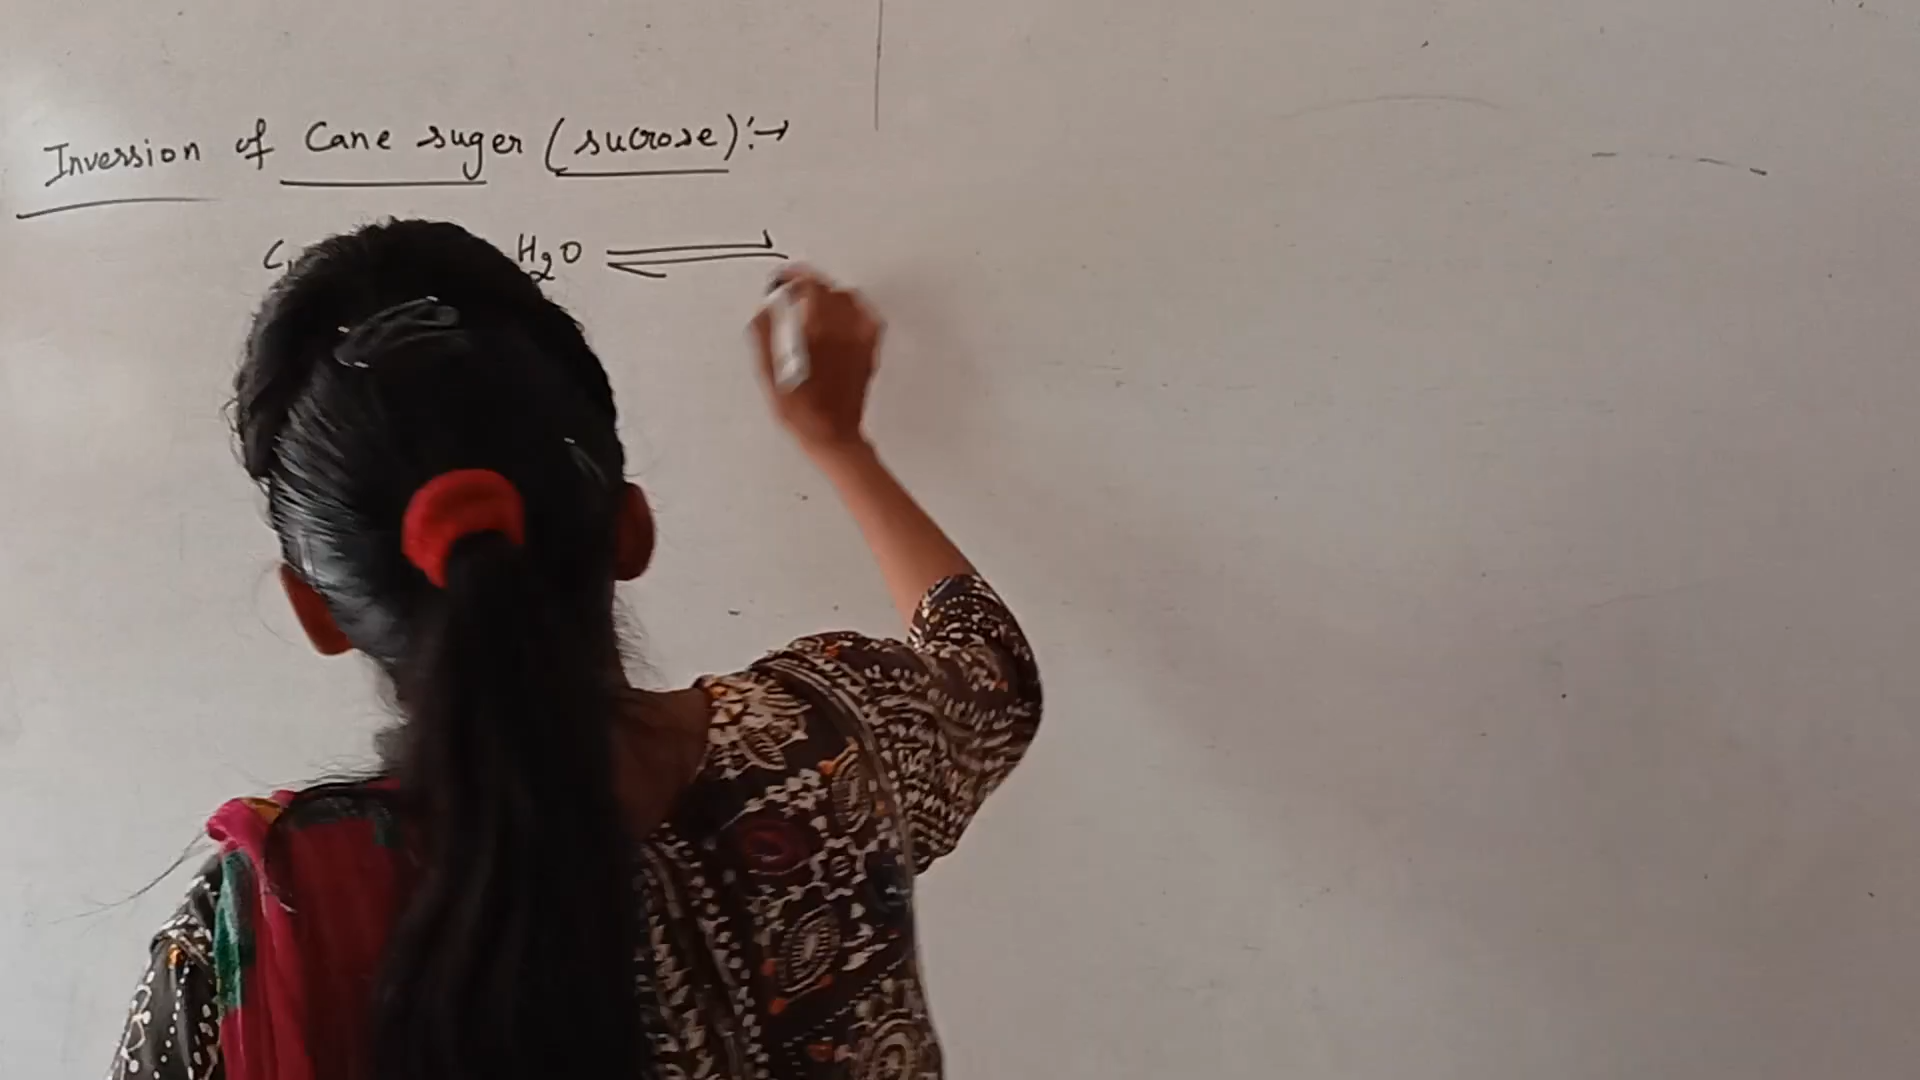 Inversion of Cane suger (sucrose):→
H2O ⇌